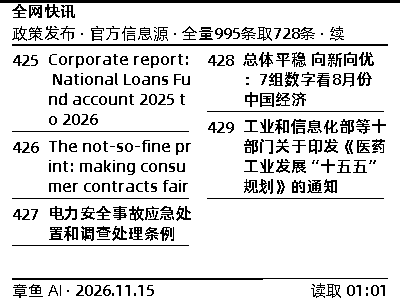 全网快讯
政策发布 · 官方信息源 · 全量995条取728条 · 续
425 Corporate report:
National Loans Fu
nd account 2025 t
o 2026
426 The not-so-fine pr
int: making consu
mer contracts fair
427 电力安全事故应急处
置和调查处理条例
428 总体平稳 向新向优
：7组数字看8月份
中国经济
429 工业和信息化部等十
部门关于印发《医药
工业发展“十五五”
规划》的通知
章鱼 AI · 2026.11.15
读取 01:01